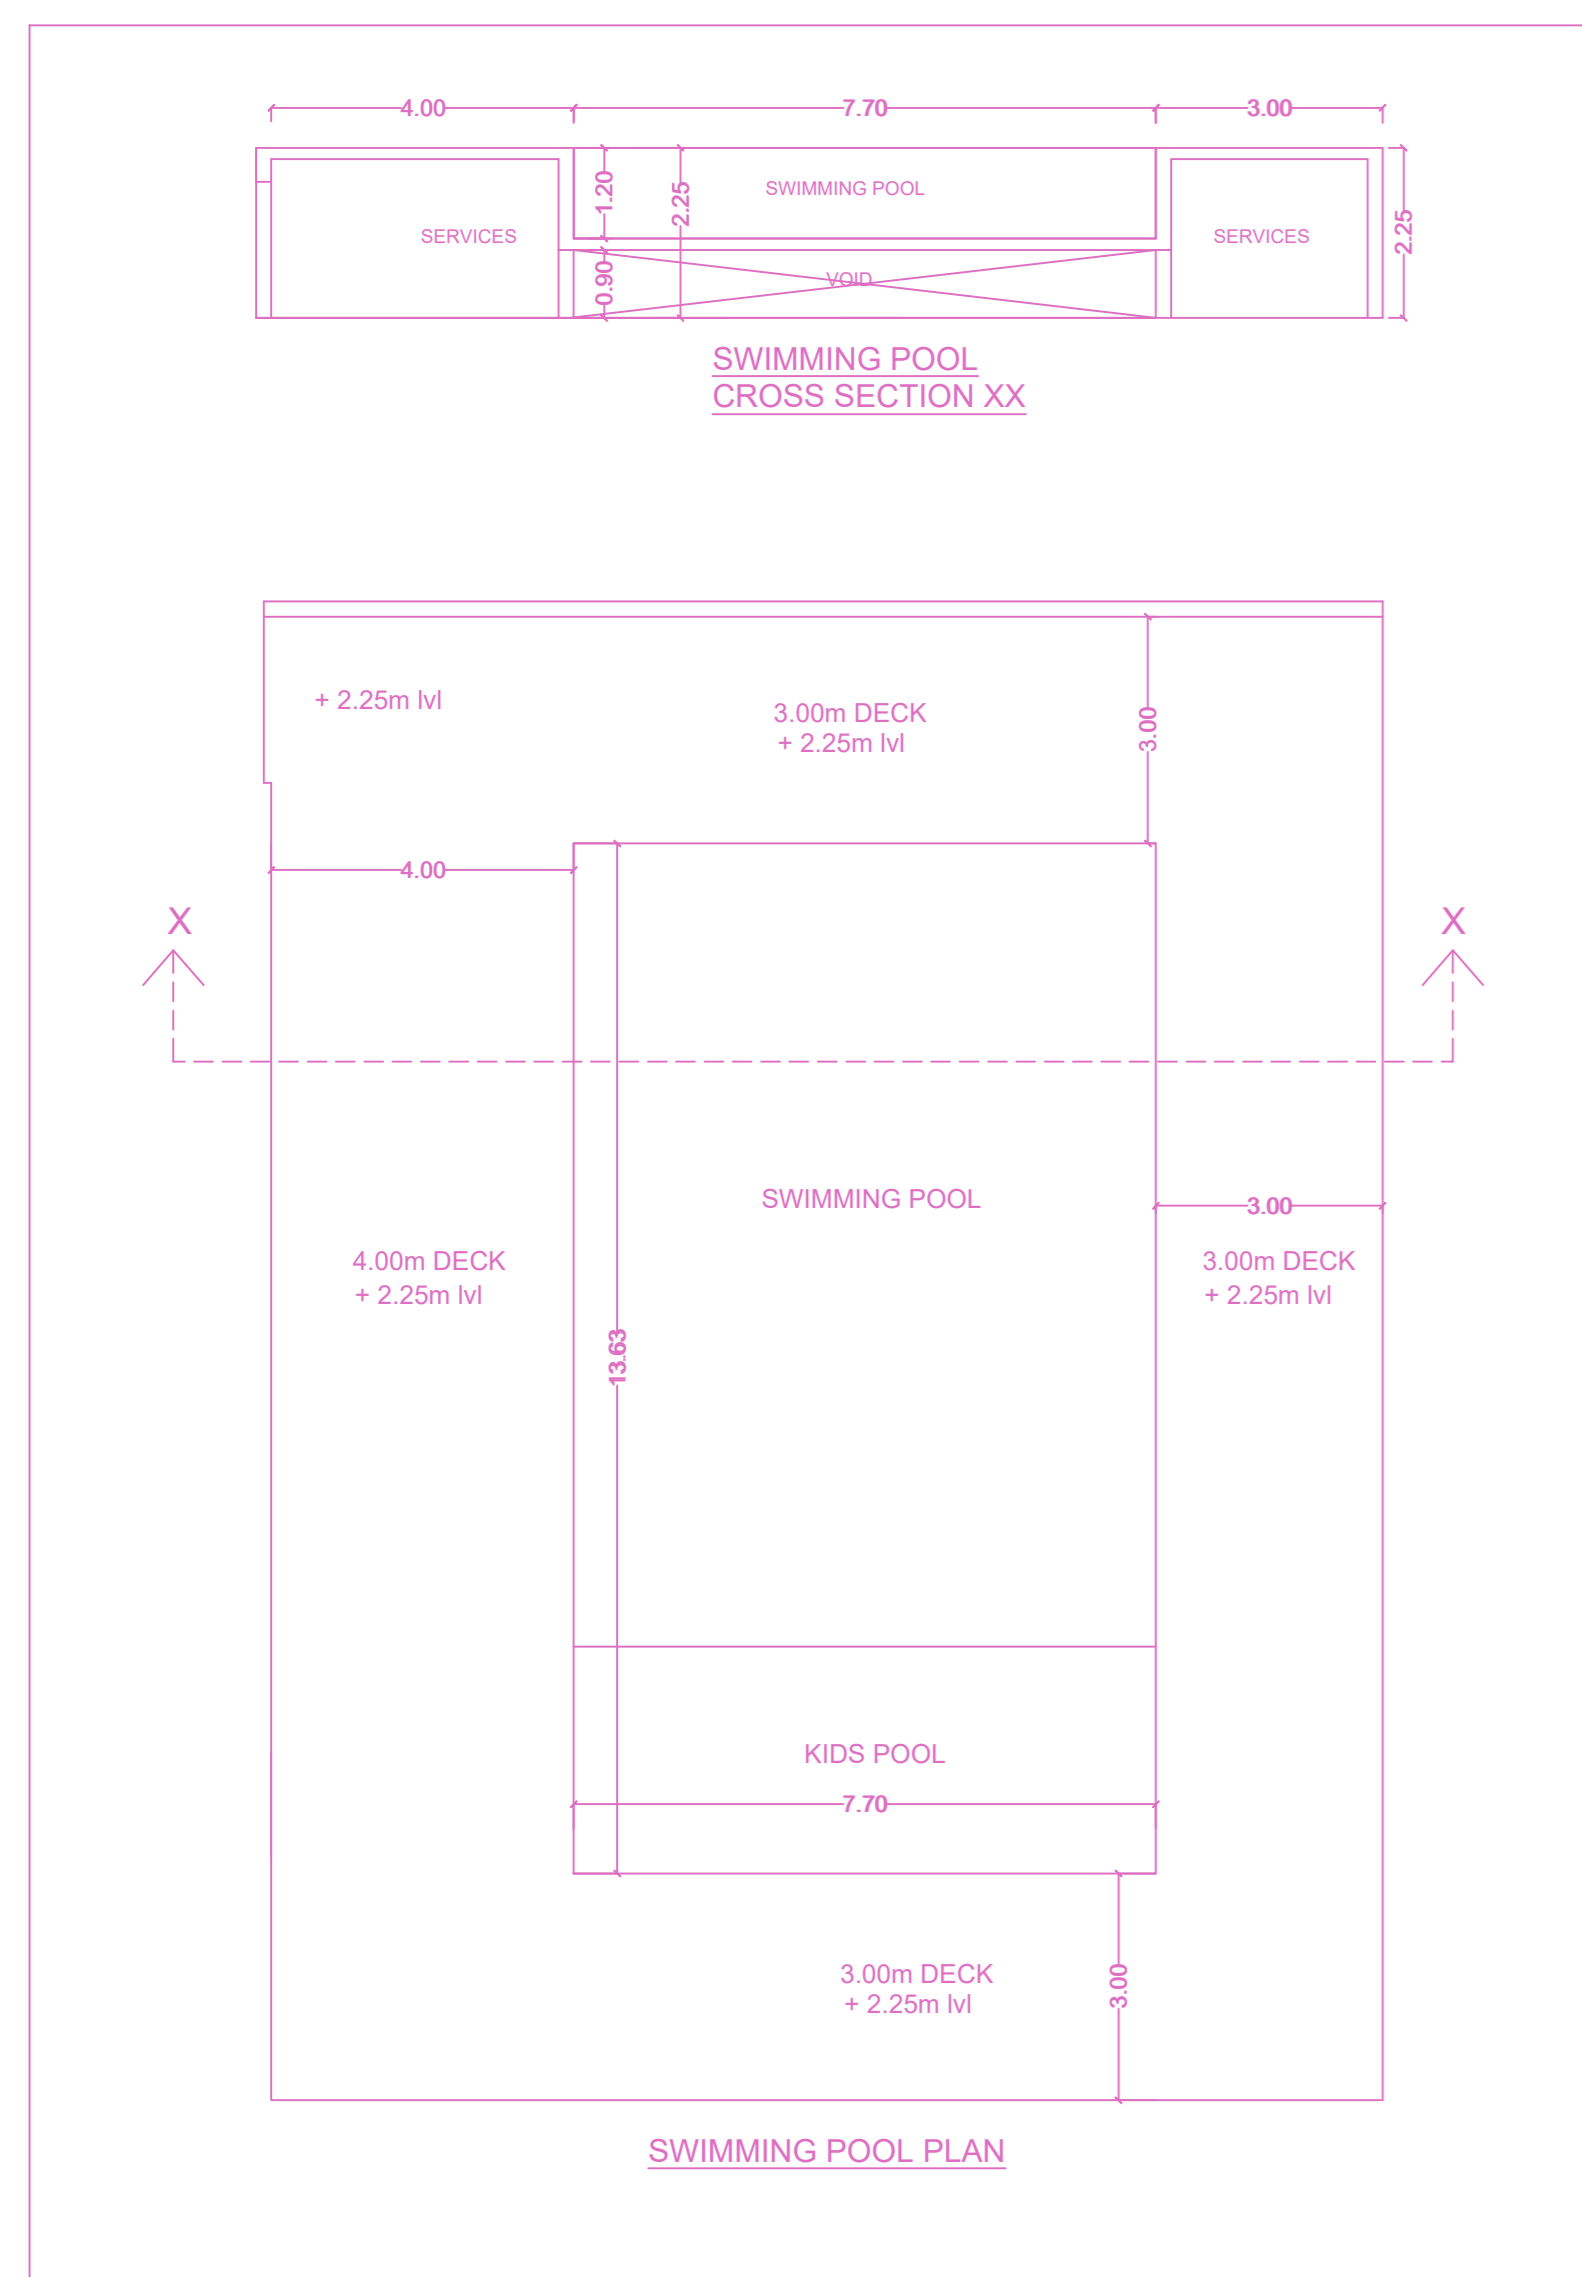 4.00 7.70 3.00
1.20
2.25
SWIMMING POOL
SERVICES
SERVICES
2.25
0.90
VOID
SWIMMING POOL
CROSS SECTION XX
+ 2.25m lvl
3.00m DECK
+ 2.25m lvl
3.00
4.00
X
X
SWIMMING POOL
3.00
4.00m DECK
+ 2.25m lvl
3.00m DECK
+ 2.25m lvl
13.63
KIDS POOL
7.70
3.00m DECK
+ 2.25m lvl
3.00
SWIMMING POOL PLAN